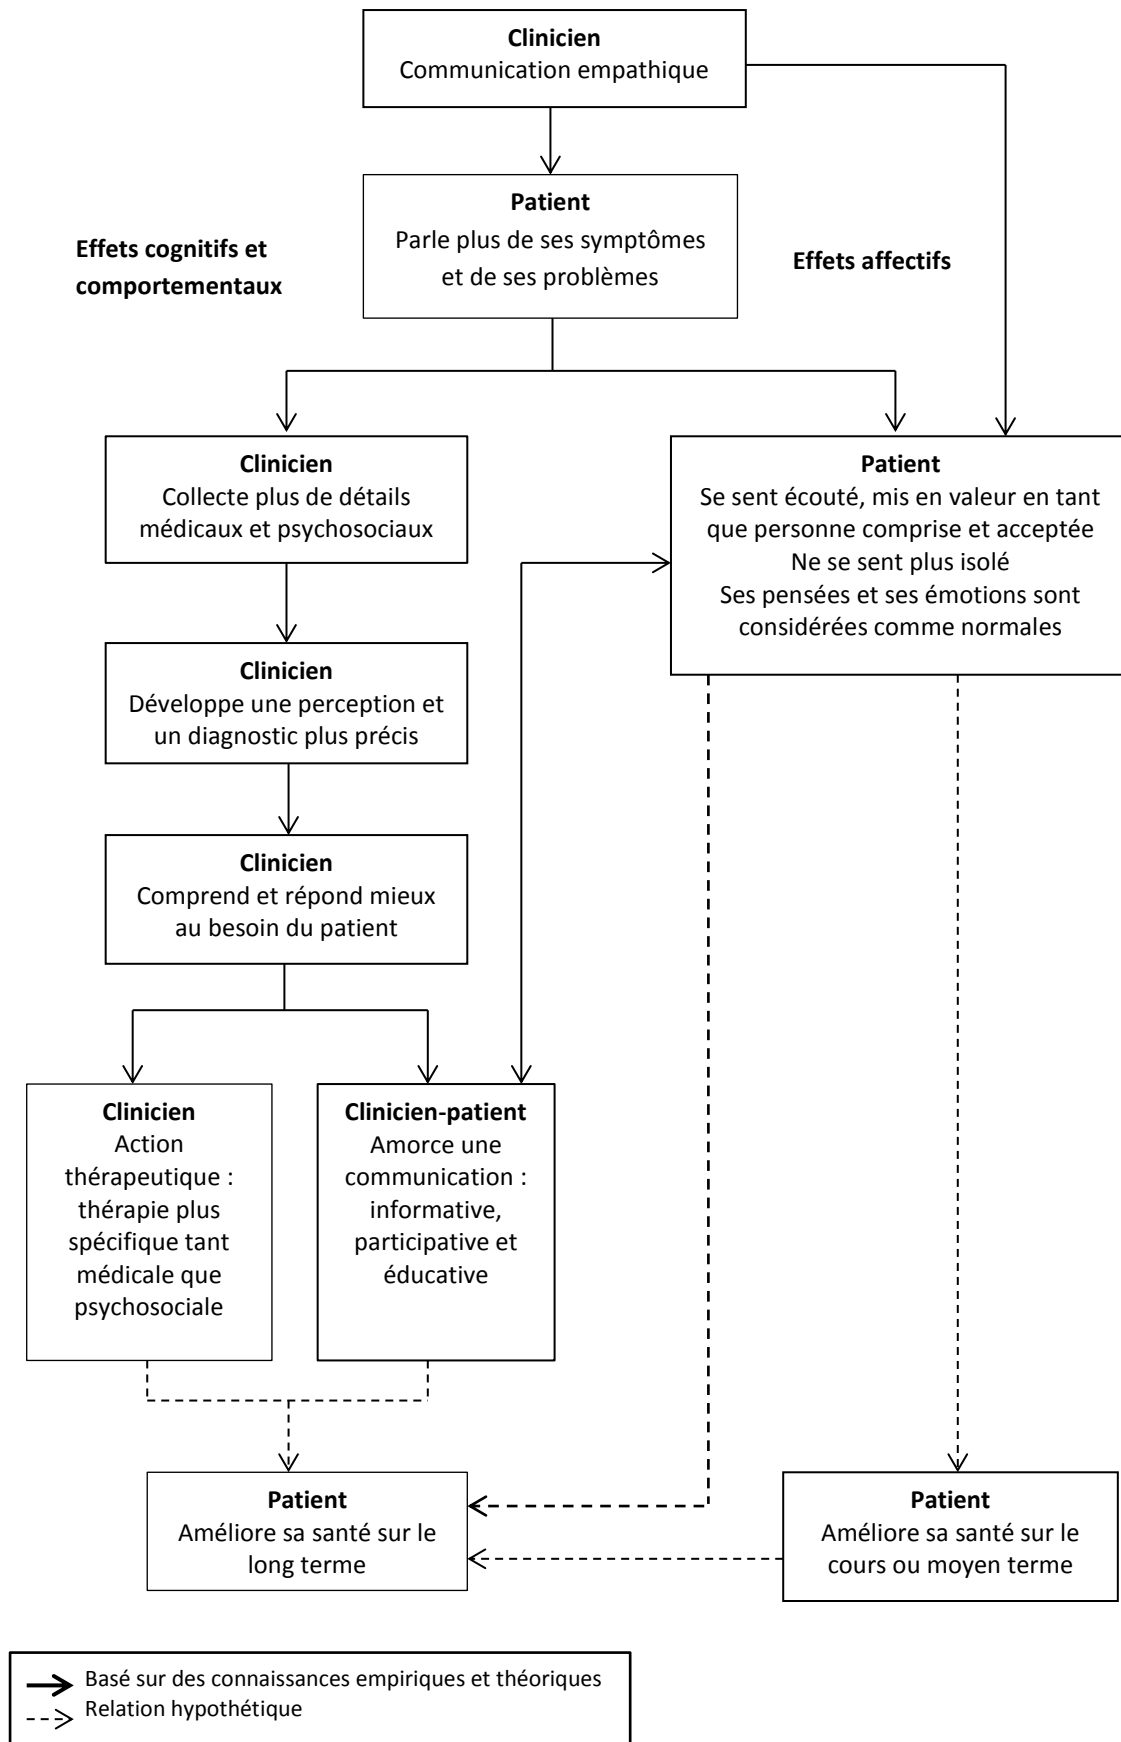 Clinicien
Communication empathique
Patient
Parle plus de ses symptômes
et de ses problèmes
Effets cognitifs et
comportementaux
Effets affectifs
Clinicien
Collecte plus de détails
médicaux et psychosociaux
Patient
Se sent écouté, mis en valeur en tant
que personne comprise et acceptée
Ne se sent plus isolé
Ses pensées et ses émotions sont
considérées comme normales
Clinicien
Développe une perception et
un diagnostic plus précis
Clinicien
Comprend et répond mieux
au besoin du patient
Clinicien
Action
thérapeutique :
thérapie plus
spécifique tant
médicale que
psychosociale
Clinicien-patient
Amorce une
communication :
informative,
participative et
éducative
Patient
Améliore sa santé sur le
long terme
Patient
Améliore sa santé sur le
cours ou moyen terme
Basé sur des connaissances empiriques et théoriques
Relation hypothétique